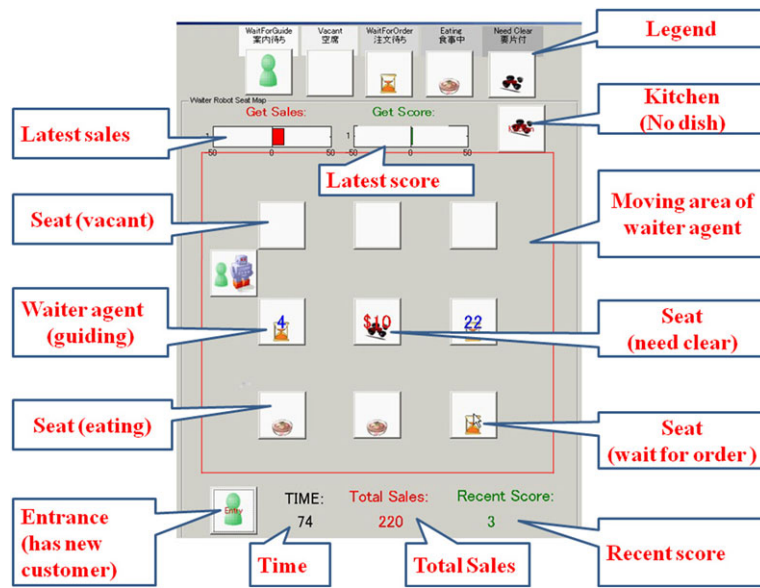 WaitForGuide
案内待ち
Vacant
空席
WaitForOrder
注文待ち
Eating
食事中
Need Clear
要片付
Legend
Waiter Robot Seat Map
Get Sales:
Get Score:
Kitchen
(No dish)
Latest sales
1
50
0
50
1
-50
0
50
Latest score
Seat (vacant)
Moving area of
waiter agent
Waiter agent
(guiding)
4
$10
22
Seat
(need clear)
Seat (eating)
Seat
(wait for order )
Entrance
(has new
customer)
Entry
TIME:
74
Total Sales:
220
Recent Score:
3
Time
Total Sales
Recent score